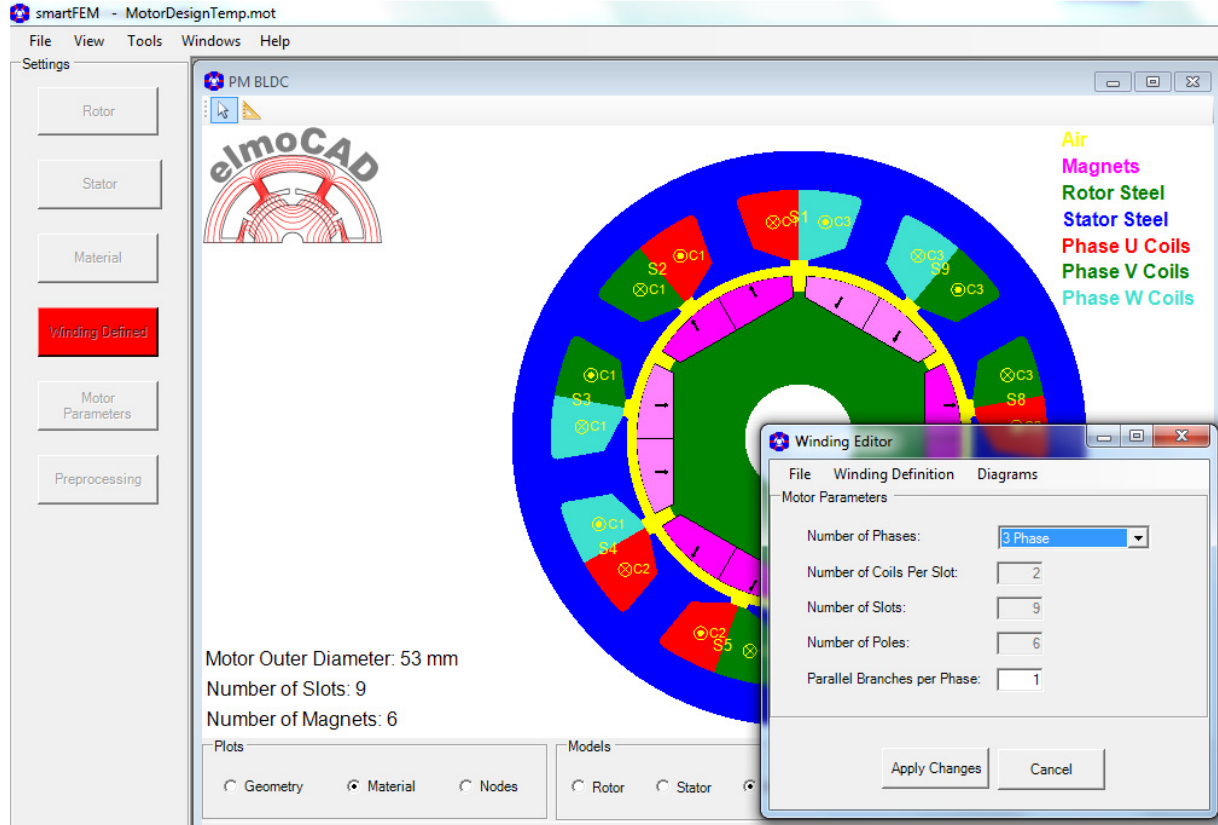 smartFEM - MotorDesignTemp.mot
File View Tools Windows Help
Settings
Rotor
Stator
Material
Winding Defined
Motor
Parameters
Preprocessing
PM BLDC
elmoCAD
Air
Magnets
Rotor Steel
Stator Steel
Phase U Coils
Phase V Coils
Phase W Coils
C1 S1 C3
C1
S2
C1
C3
S9
C3
C1
S3
C1
C3
S8
C1
S4
C2
C2
S5
Motor Outer Diameter: 53 mm
Number of Slots: 9
Number of Magnets: 6
Plots
Geometry Material Nodes
Models
Rotor Stator
Winding Editor
File Winding Definition Diagrams
Motor Parameters
Number of Phases: 3 Phase
Number of Coils Per Slot: 2
Number of Slots: 9
Number of Poles: 6
Parallel Branches per Phase: 1
Apply Changes Cancel